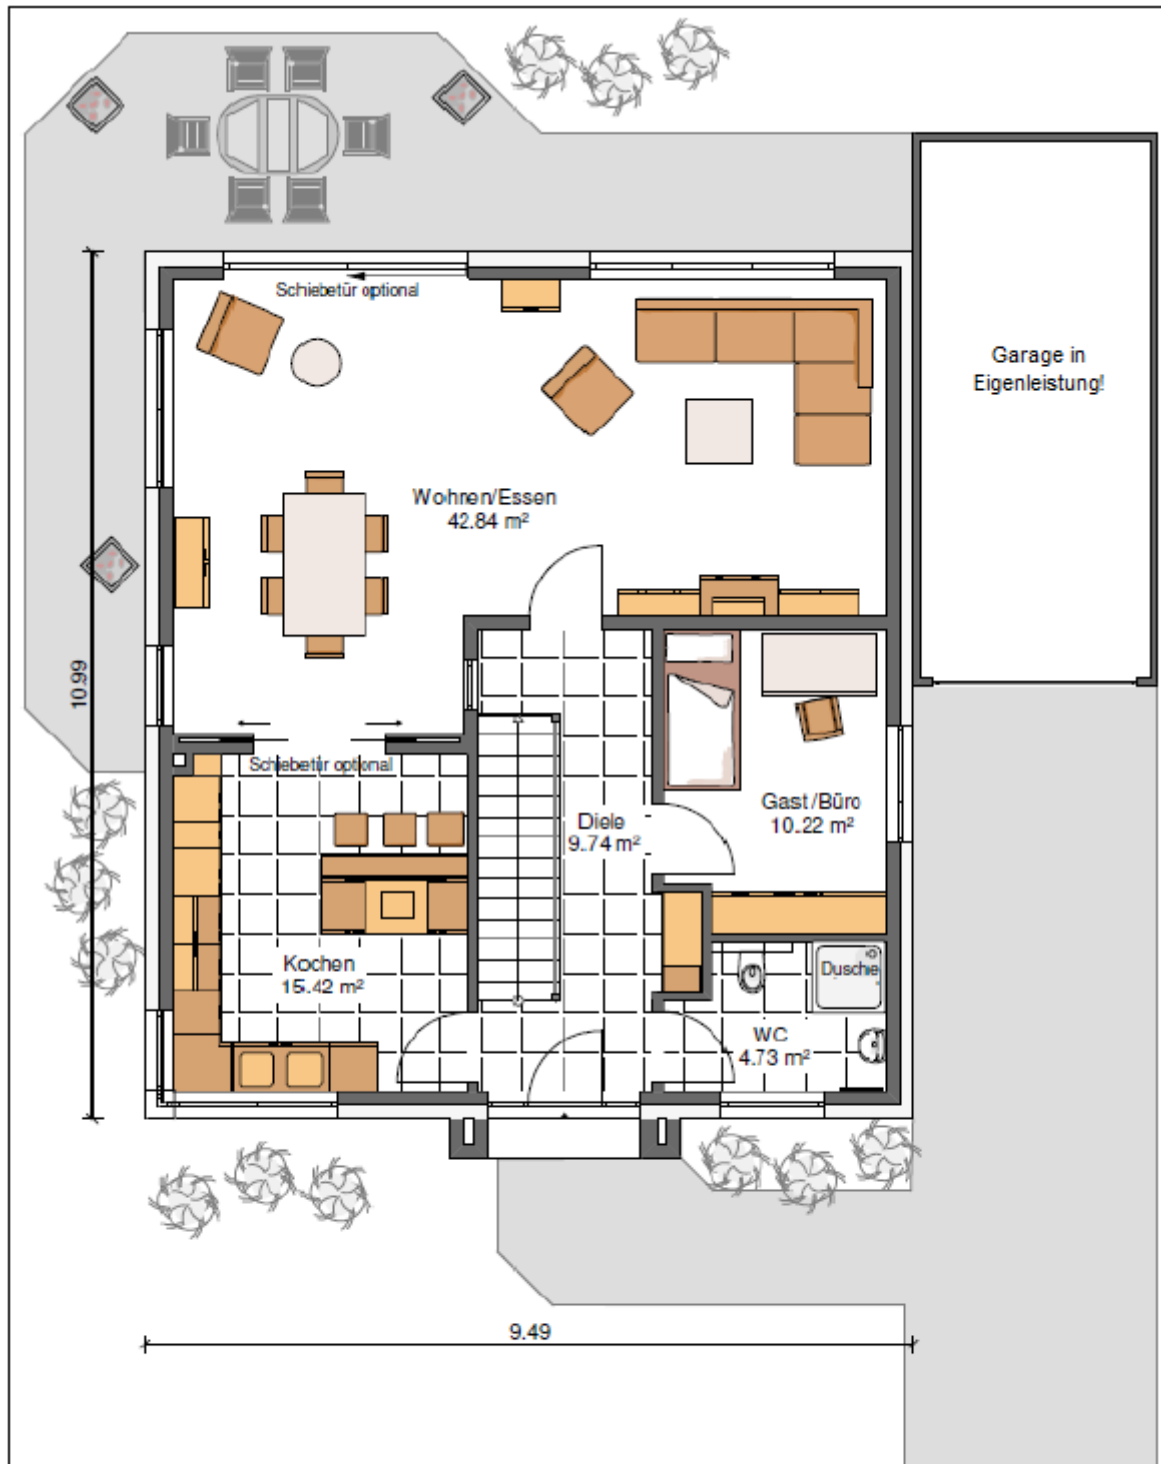 Schiebetür optional
Garage in
Eigenleistung!
Wohnen/Essen
42.84 m²
10.99
Schiebetür optional
Gast/Büro
10.22 m²
Diele
9.74 m²
Kochen
15.42 m²
Dusche
WC
4.73 m²
9.49